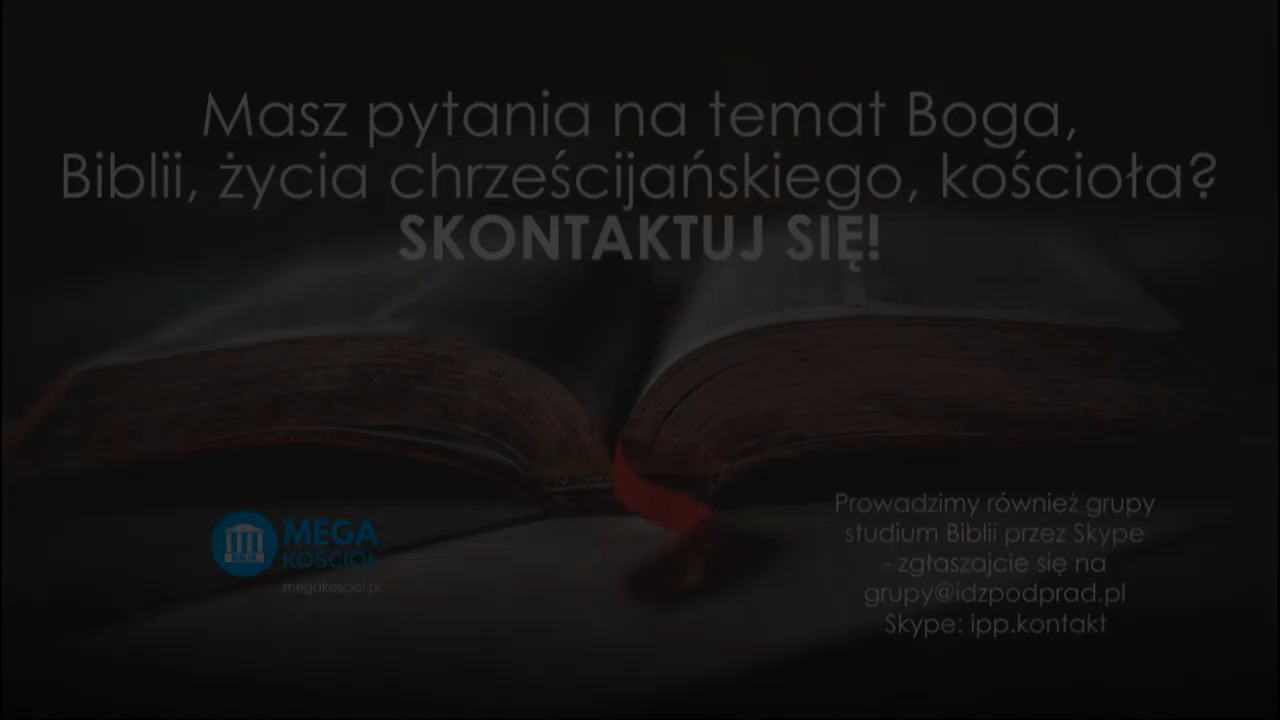 Masz pytania na temat Boga,
Biblii, życia chrześcijańskiego, kościoła?
SKONTAKTUJ SIĘ!
MEGA
KOŚCIÓŁ
BIBLIA
megakosciol.pl
Prowadzimy również grupy
studium Biblii przez Skype
- zgłaszajcie się na
grupy@idzpodprad.pl
Skype: ipp.kontakt